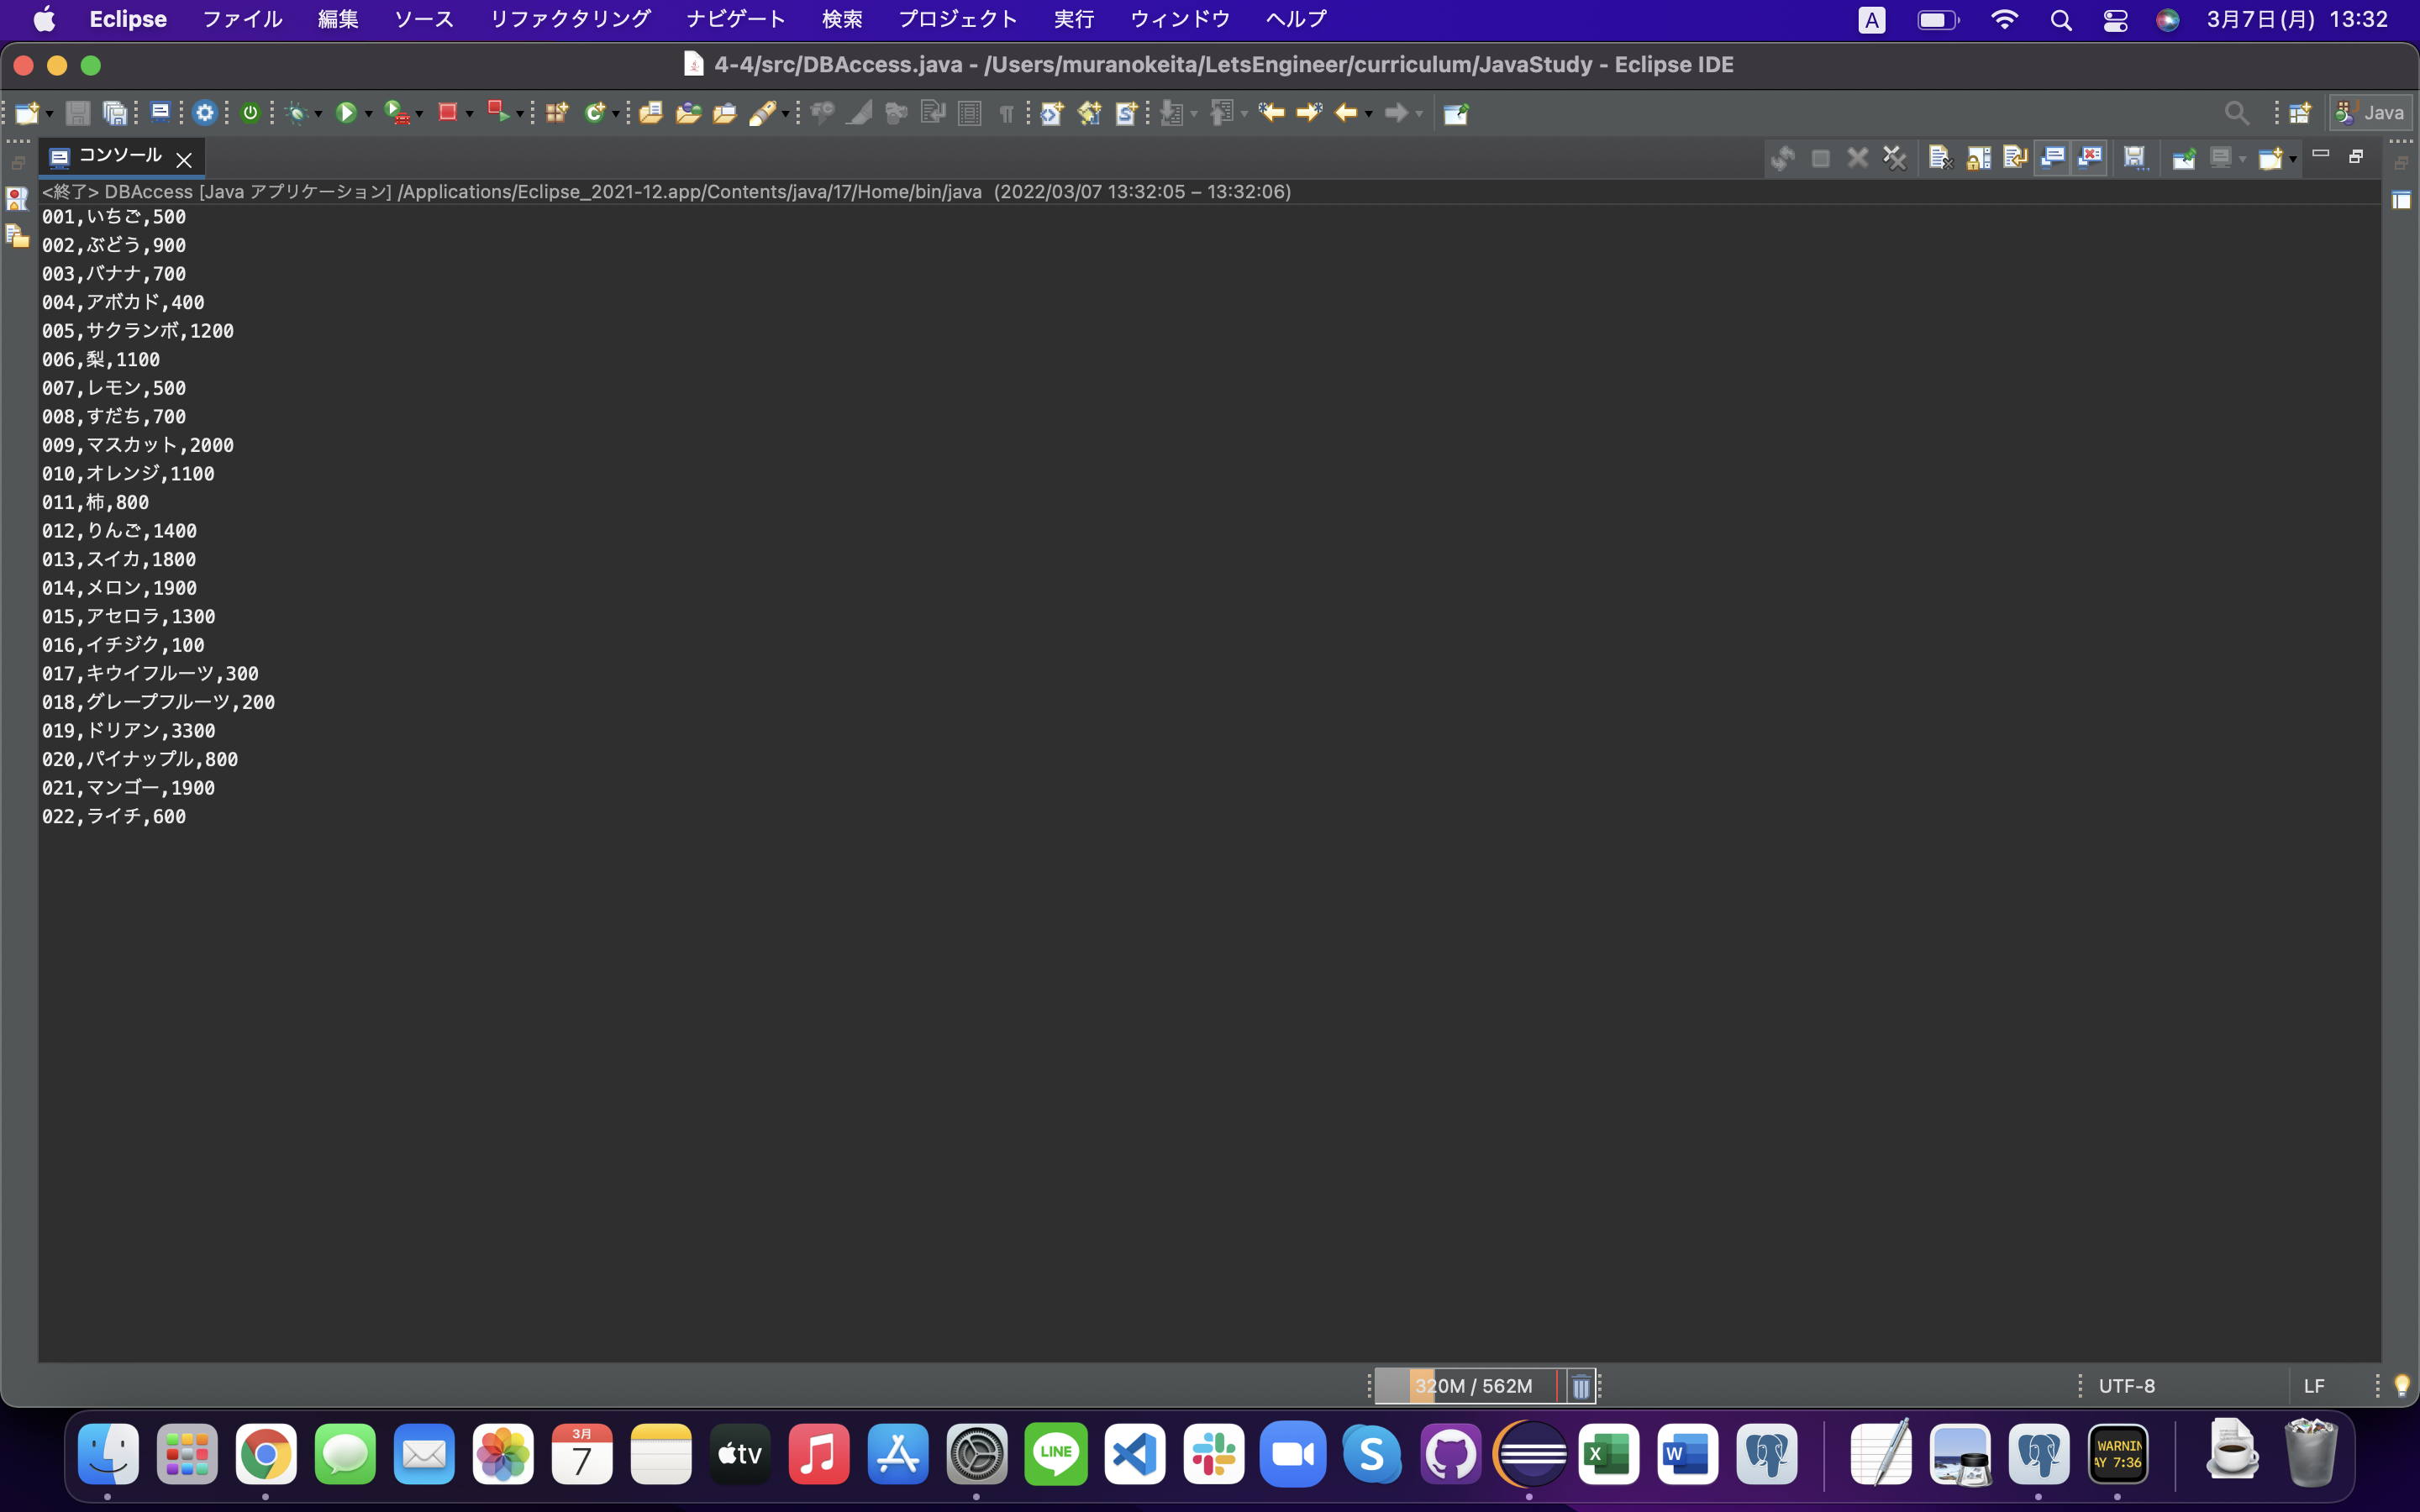 Eclipse ファイル 編集 ソース リファクタリング ナビゲート 検索 プロジェクト 実行 ウィンドウ ヘルプ A 3月7日(月) 13:32
4-4/src/DBAccess.java - /Users/muranokeita/LetsEngineer/curriculum/JavaStudy - Eclipse IDE
Java
コンソール
<終了> DBAccess [Java アプリケーション] /Applications/Eclipse_2021-12.app/Contents/java/17/Home/bin/java (2022/03/07 13:32:05 – 13:32:06)
001,いちご,500
002,ぶどう,900
003,バナナ,700
004,アボカド,400
005,サクランボ,1200
006,梨,1100
007,レモン,500
008,すだち,700
009,マスカット,2000
010,オレンジ,1100
011,柿,800
012,りんご,1400
013,スイカ,1800
014,メロン,1900
015,アセロラ,1300
016,イチジク,100
017,キウイフルーツ,300
018,グレープフルーツ,200
019,ドリアン,3300
020,パイナップル,800
021,マンゴー,1900
022,ライチ,600
320M / 562M UTF-8 LF
3月
7
tv
LINE
S
X
W
WARNIN
AY 7:36